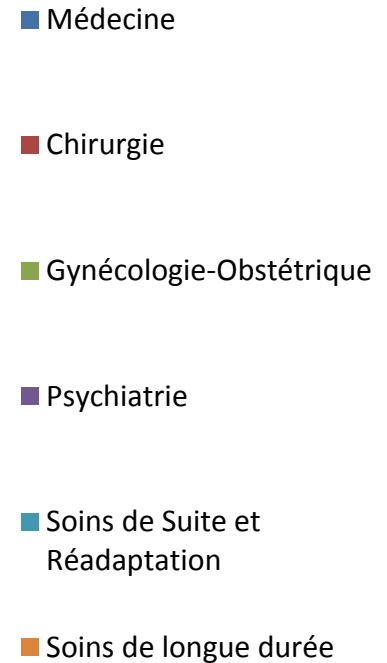 Médecine
Chirurgie
Gynécologie-Obstétrique
Psychiatrie
Soins de Suite et
Réadaptation
Soins de longue durée